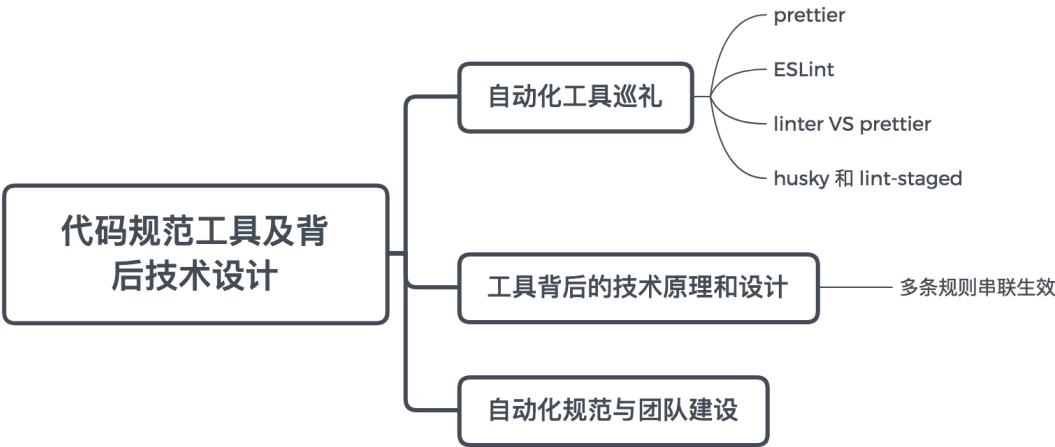 代码规范工具及背
后技术设计
自动化工具巡礼
prettier
ESLint
linter VS prettier
husky 和 lint-staged
工具背后的技术原理和设计
多条规则串联生效
自动化规范与团队建设